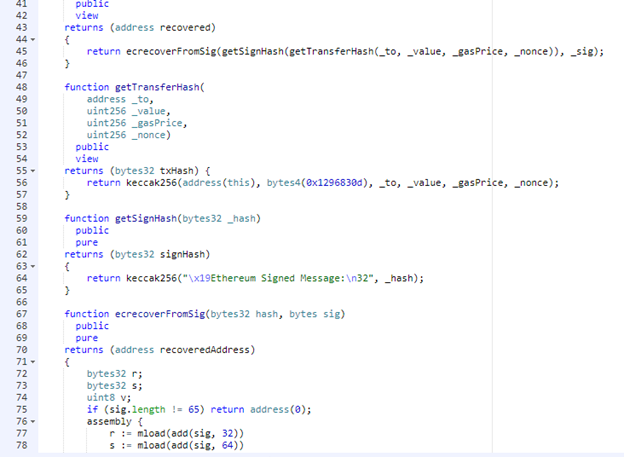 41 public
42 view
43 returns (address recovered)
44 {
45 return ecrecoverFromSig(getSignHash(getTransferHash(_to, _value, _gasPrice, _nonce)), _sig);
46 }
47
48 function getTransferHash(
49 address _to,
50 uint256 _value,
51 uint256 _gasPrice,
52 uint256 _nonce)
53 public
54 view
55 returns (bytes32 txHash) {
56 return keccak256(address(this), bytes4(0x1296830d), _to, _value, _gasPrice, _nonce);
57 }
58
59 function getSignHash(bytes32 _hash)
60 public
61 pure
62 returns (bytes32 signHash)
63 {
64 return keccak256("\x19Ethereum Signed Message:\n32", _hash);
65 }
66
67 function ecrecoverFromSig(bytes32 hash, bytes sig)
68 public
69 pure
70 returns (address recoveredAddress)
71 {
72 bytes32 r;
73 bytes32 s;
74 uint8 v;
75 if (sig.length != 65) return address(0);
76 assembly {
77 r := mload(add(sig, 32))
78 s := mload(add(sig, 64))